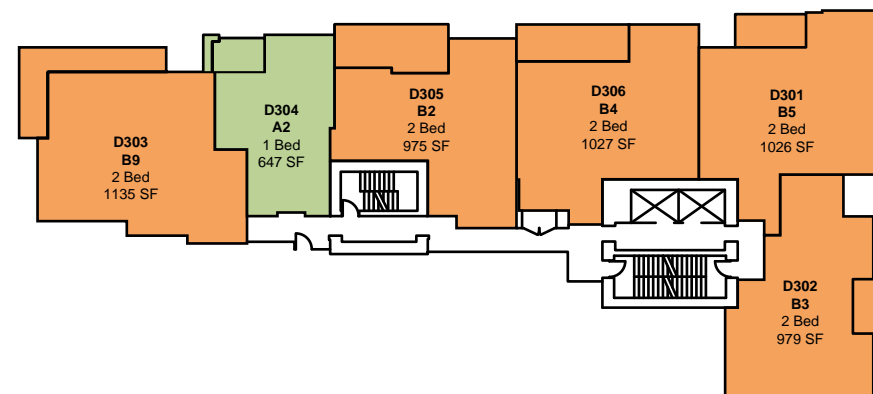 D303
B9
2 Bed
1135 SF
D304
A2
1 Bed
647 SF
D305
B2
2 Bed
975 SF
D306
B4
2 Bed
1027 SF
D301
B5
2 Bed
1026 SF
D302
B3
2 Bed
979 SF